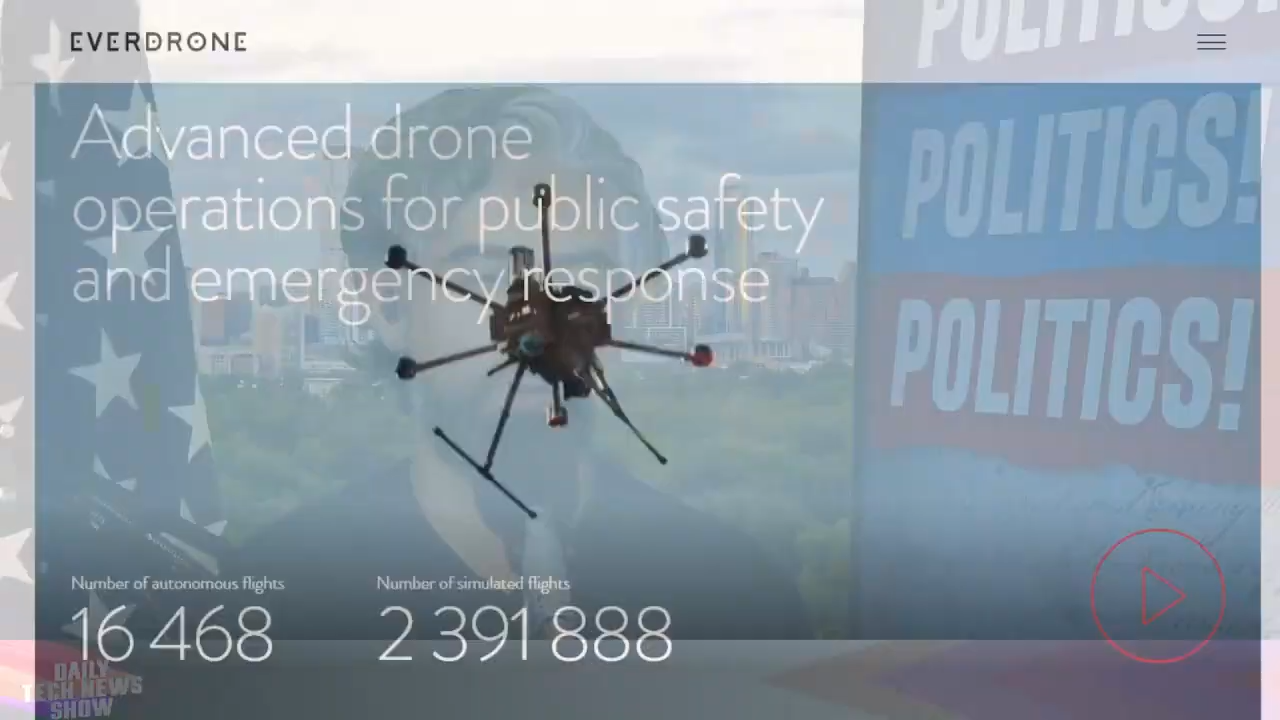 EVERDRONE
POLITICS!
Advanced drone
operations for public safety
and emergency response
POLITICS!
POLITICS!
Number of autonomous flights
16 468
Number of simulated flights
2 391 888
DAILY
TECH NEWS
SHOW